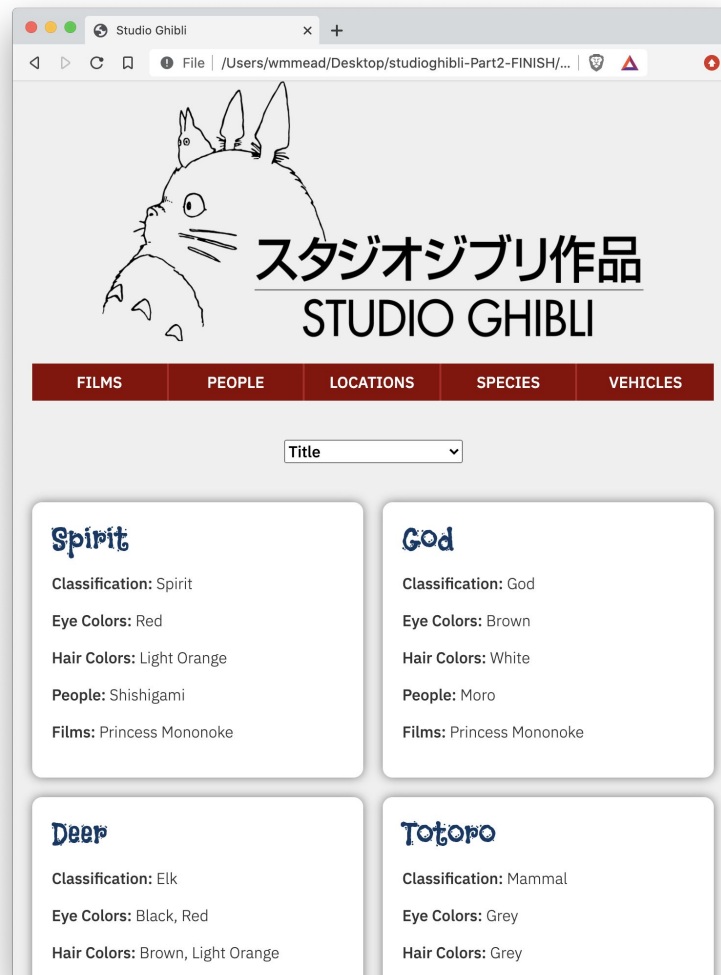 Studio Ghibli
File | /Users/wmmead/Desktop/studioghibli-Part2-FINISH/...
スタジオジブリ作品
STUDIO GHIBLI
FILMS PEOPLE LOCATIONS SPECIES VEHICLES
Title
Spirit
Classification: Spirit
Eye Colors: Red
Hair Colors: Light Orange
People: Shishigami
Films: Princess Mononoke
God
Classification: God
Eye Colors: Brown
Hair Colors: White
People: Moro
Films: Princess Mononoke
Deer
Classification: Elk
Eye Colors: Black, Red
Hair Colors: Brown, Light Orange
Totoro
Classification: Mammal
Eye Colors: Grey
Hair Colors: Grey